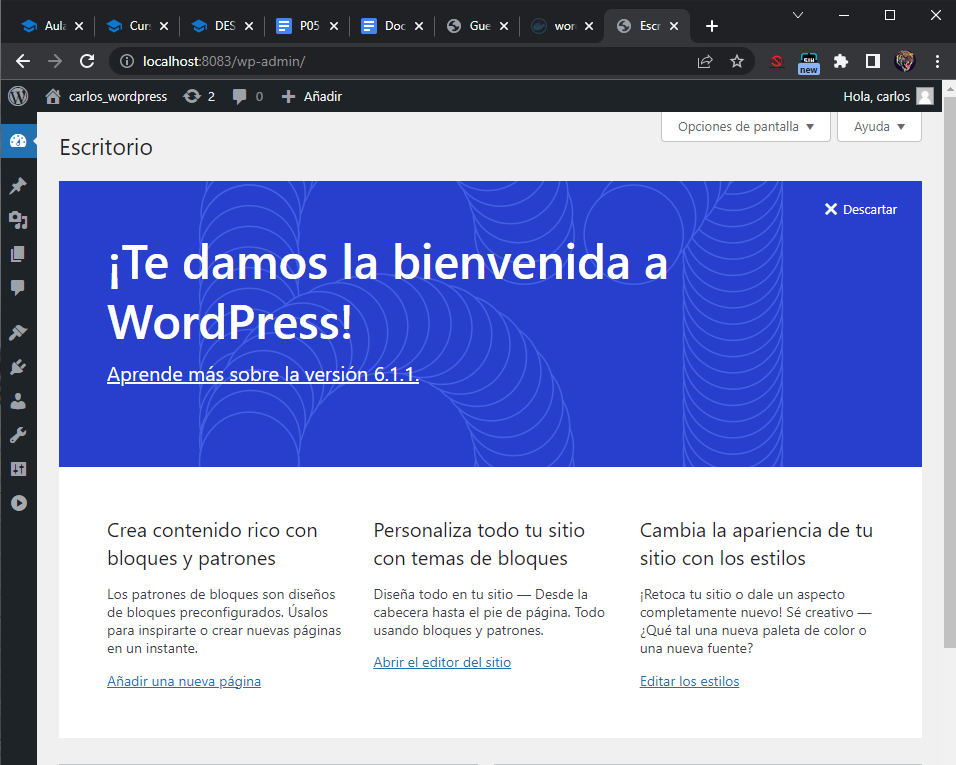 Aula
Curs
DES
P05
Doc
Gue
wor
Escr
localhost:8083/wp-admin/
new
carlos_wordpress
2
0
Añadir
Hola, carlos
Opciones de pantalla
Ayuda
Escritorio
Descartar
¡Te damos la bienvenida a
WordPress!
Aprende más sobre la versión 6.1.1.
Crea contenido rico con
bloques y patrones
Los patrones de bloques son diseños
de bloques preconfigurados. Úsalos
para inspirarte o crear nuevas páginas
en un instante.
Añadir una nueva página
Personaliza todo tu sitio
con temas de bloques
Diseña todo en tu sitio — Desde la
cabecera hasta el pie de página. Todo
usando bloques y patrones.
Abrir el editor del sitio
Cambia la apariencia de tu
sitio con los estilos
¡Retoca tu sitio o dale un aspecto
completamente nuevo! Sé creativo —
¿Qué tal una nueva paleta de color o
una nueva fuente?
Editar los estilos